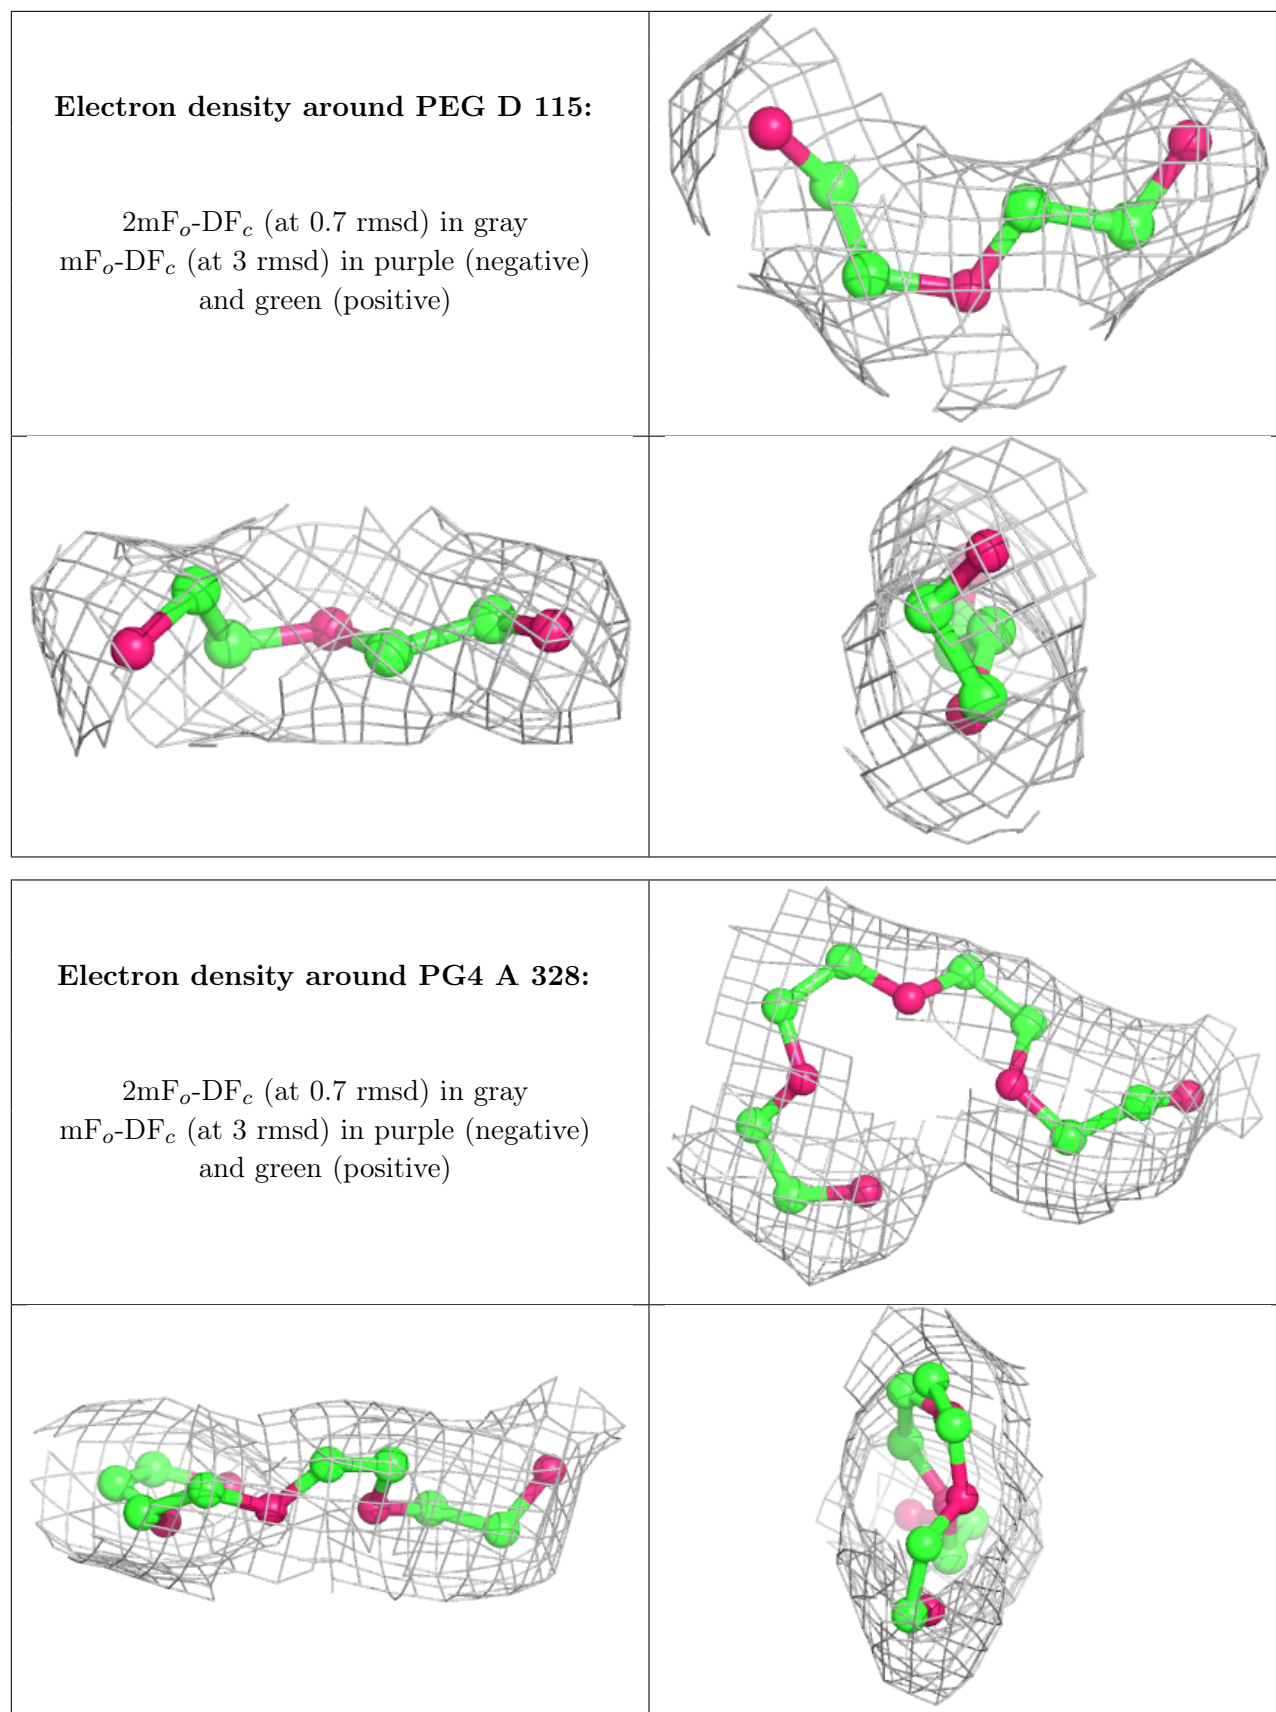 Electron density around PEG D 115:
2mFo-DFc (at 0.7 rmsd) in gray
mFo-DFc (at 3 rmsd) in purple (negative)
and green (positive)
Electron density around PG4 A 328:
2mFo-DFc (at 0.7 rmsd) in gray
mFo-DFc (at 3 rmsd) in purple (negative)
and green (positive)